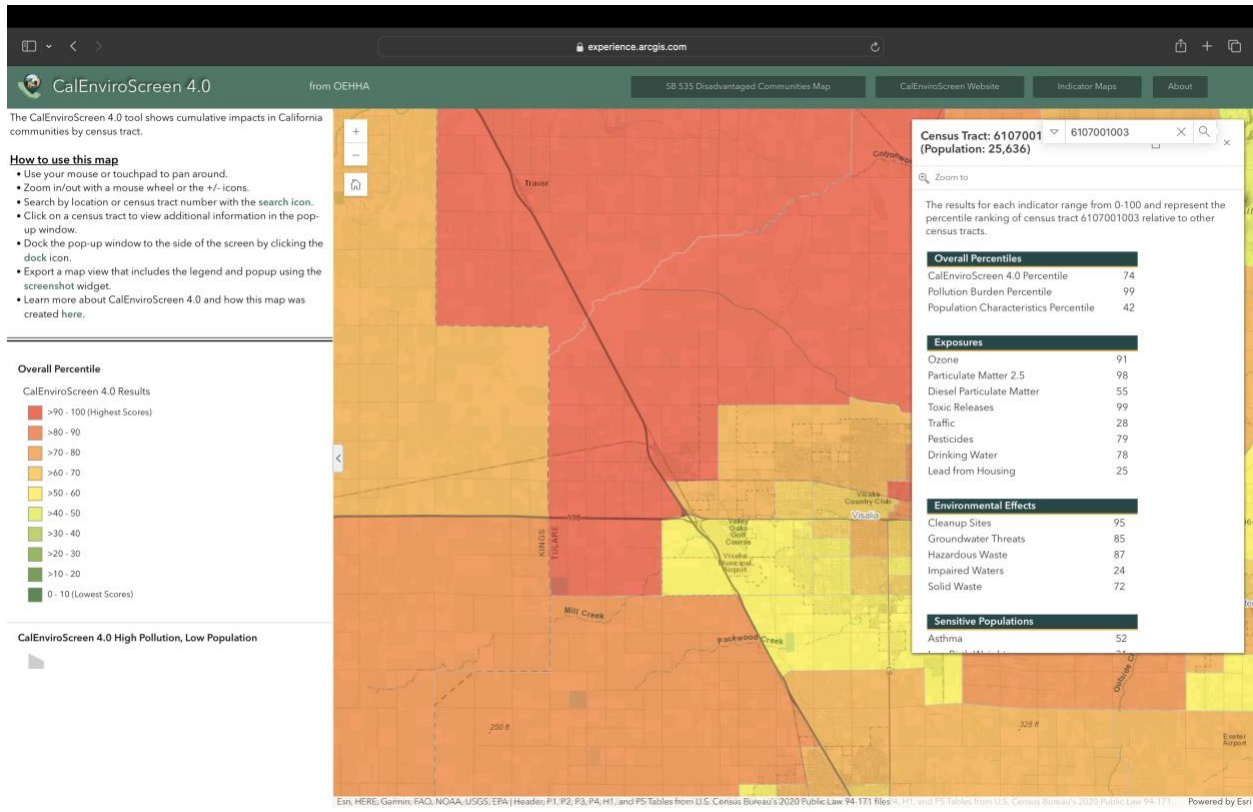 experience.arcgis.com
CalEnviroScreen 4.0
from OEHHA
SB 535 Disadvantaged Communities Map
CalEnviroScreen Website
Indicator Maps
About
The CalEnviroScreen 4.0 tool shows cumulative impacts in California
communities by census tract.
How to use this map
• Use your mouse or touchpad to pan around.
• Zoom in/out with a mouse wheel or the +/- icons.
• Search by location or census tract number with the search icon.
• Click on a census tract to view additional information in the pop-
up window.
• Dock the pop-up window to the side of the screen by clicking the
dock icon.
• Export a map view that includes the legend and popup using the
screenshot widget.
• Learn more about CalEnviroScreen 4.0 and how this map was
created here.
Overall Percentile
CalEnviroScreen 4.0 Results
>90 - 100 (Highest Scores)
>80 - 90
>70 - 80
>60 - 70
>50 - 60
>40 - 50
>30 - 40
>20 - 30
>10 - 20
0 - 10 (Lowest Scores)
CalEnviroScreen 4.0 High Pollution, Low Population
Traver
198
KINGS
TULARE
Visalia
Country Club
Visalia
Valley
Oaks
Golf
Course
Visalia
Municipal
Airport
Mill Creek
Packwood Creek
250 ft
328 ft
Outside
Exeter
Airport
Census Tract: 6107001
(Population: 25,636)
6107001003
Zoom to
The results for each indicator range from 0-100 and represent the
percentile ranking of census tract 6107001003 relative to other
census tracts.
Overall Percentiles
CalEnviroScreen 4.0 Percentile 74
Pollution Burden Percentile 99
Population Characteristics Percentile 42
Exposures
Ozone 91
Particulate Matter 2.5 98
Diesel Particulate Matter 55
Toxic Releases 99
Traffic 28
Pesticides 79
Drinking Water 78
Lead from Housing 25
Environmental Effects
Cleanup Sites 95
Groundwater Threats 85
Hazardous Waste 87
Impaired Waters 24
Solid Waste 72
Sensitive Populations
Asthma 52
Esri, HERE, Garmin, FAO, NOAA, USGS, EPA | Header, P1, P2, P3, P4, H1, and P5 Tables from U.S. Census Bureau's 2020 Public Law 94-171 files
Powered by Esri